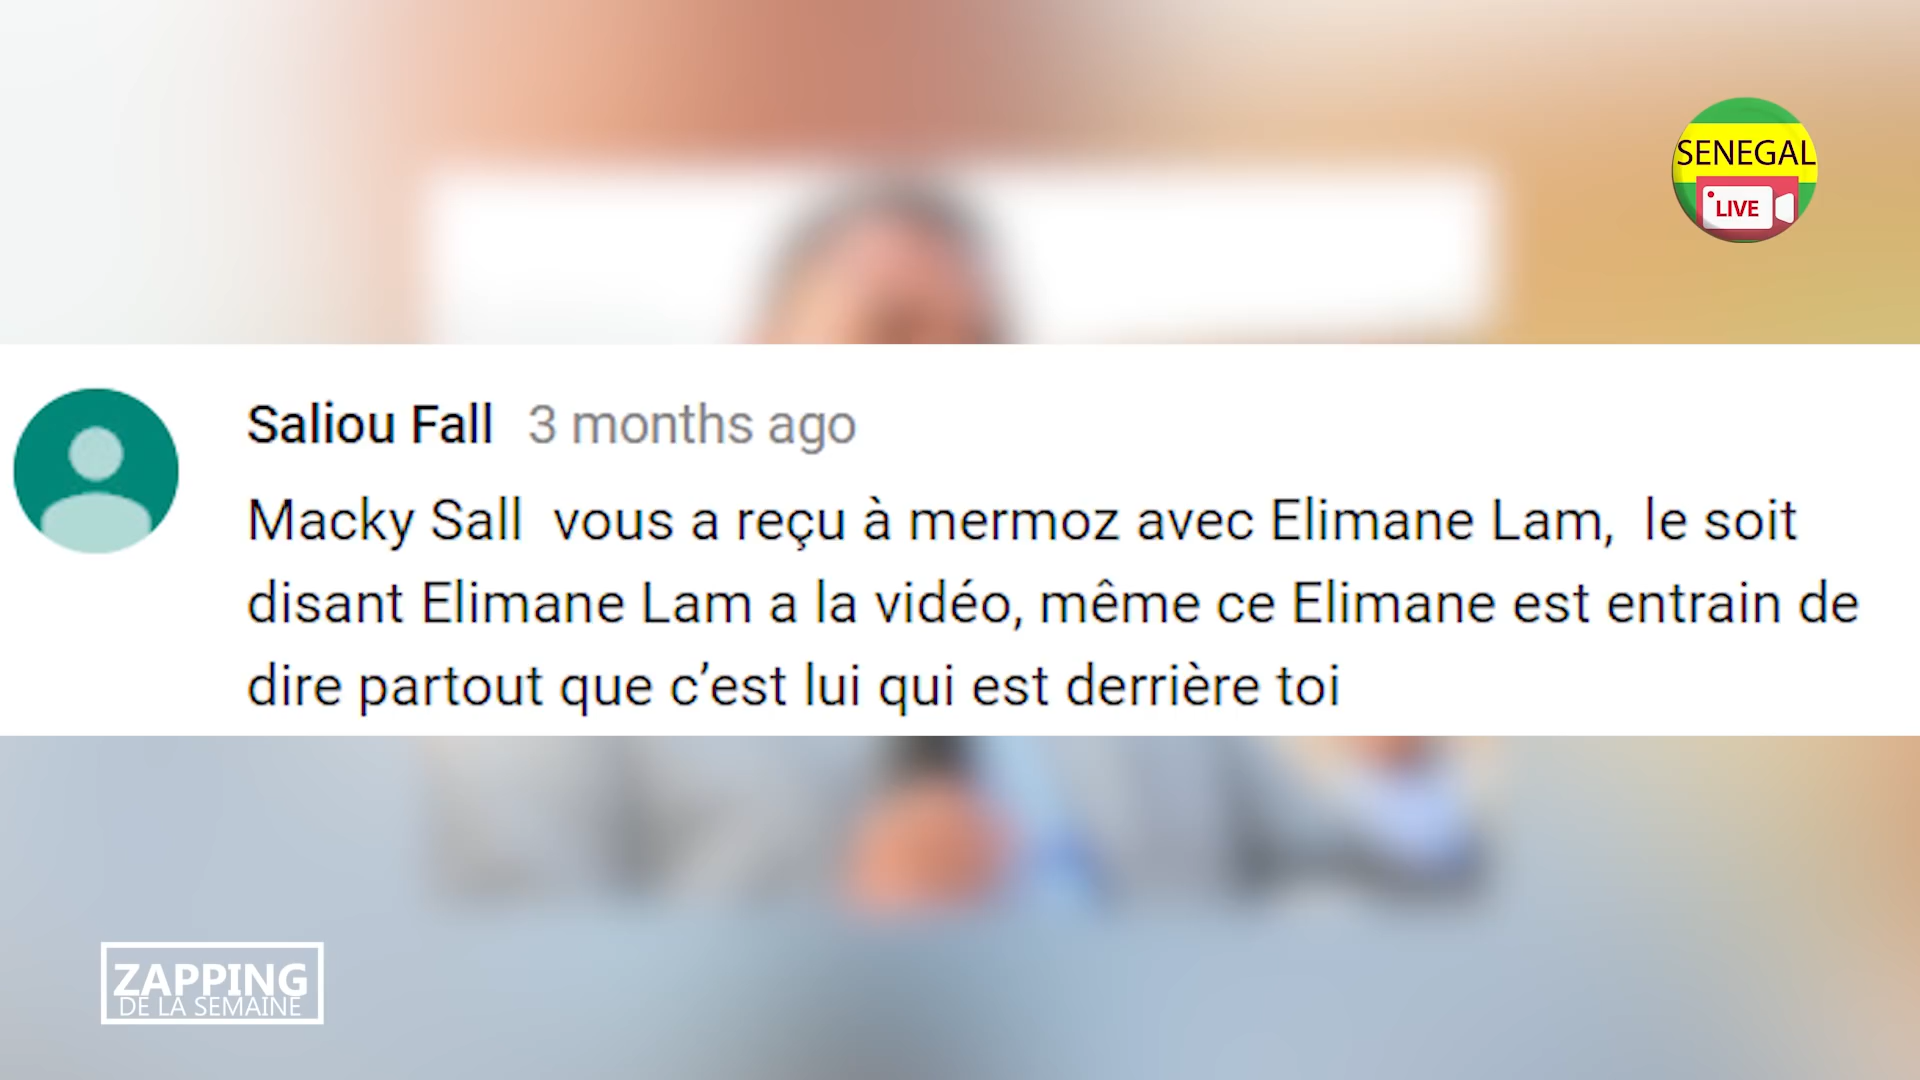 SENEGAL
LIVE
Saliou Fall 3 months ago
Macky Sall  vous a reçu à mermoz avec Elimane Lam,  le soit
disant Elimane Lam a la vidéo, même ce Elimane est entrain de
dire partout que c’est lui qui est derrière toi
ZAPPING
DE LA SEMAINE